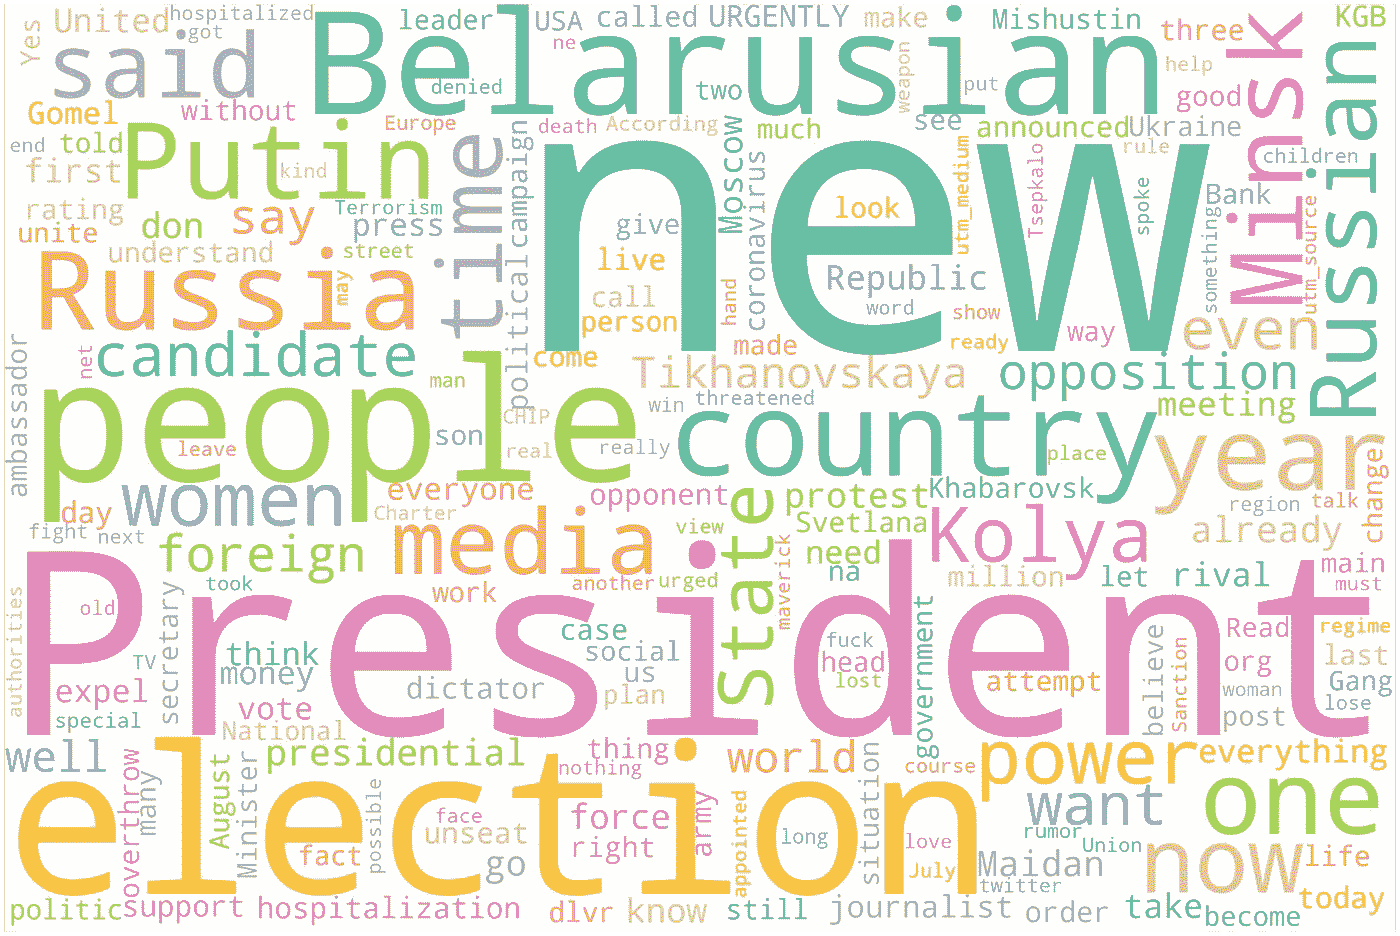 Yes
United
hospitalized
got
said
leader
Belarusian
USA
ne
called
URGENTLY
make
Mishustin
three
KGB
help
weapon
put
denied
two
good
Minsk
Russian
Gomel
without
Putin
Europe
time
campaign
death
According
much
see
announced
Ukraine
rule
end
told
first
kind
new
Moscow
coronavirus
utm_medium
Tsepkalo
spoke
children
Bank
something
utm_source
rating
don
say
Terrorism
press
give
look
unite
understand
street
live
Republic
Russia
may
political
call
hand
word
show
person
made
ready
way
even
ambassador
net
candidate
come
Tikhanovskaya
opposition
man
CHIP
win
threatened
country
meeting
people
leave
son
real
really
place
year
women
everyone
opponent
protest
Khabarovsk
region
talk
change
day
Charter
view
Svetlana
fight
next
media
State
Kolya
already
foreign
need
maverick
President
took
work
another
urged
na
million
let
rival
main
must
authorities
old
secretary
case
fuck
government
think
social
head
believe
Sanction
Read
regime
TV
money
us
lost
org
last
expel
dictator
plan
attempt
woman
Gang
special
vote
post
lose
National
well
presidential
thing
world
situation
course
power
everything
nothing
election
overthrow
many
August
Minister
possible
face
force
army
appointed
want
one
unseat
long
love
rumor
Union
fact
go
right
July
Maidan
now
life
twitter
politic
support
hospitalization
dlvr
know
still
journalist
order
take
become
today